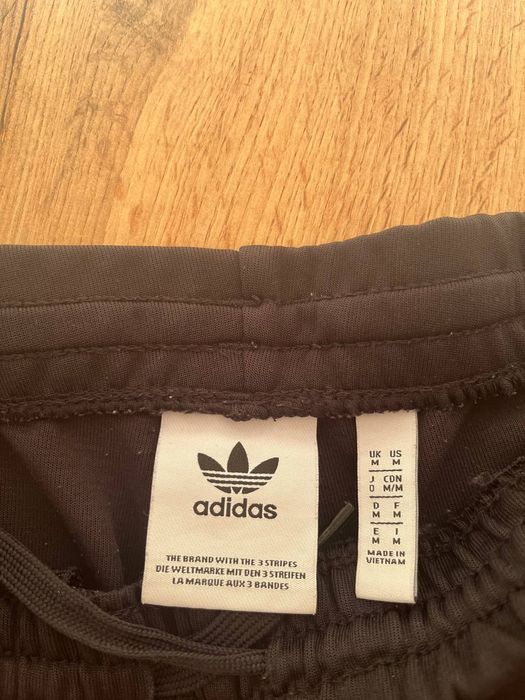 adidas
THE BRAND WITH THE 3 STRIPES
DIE WELTMARKE MIT DEN 3 STREIFEN
LA MARQUE AUX 3 BANDES
UK US
M M
J CDN
O M/M
D F
M M
E I
M M
MADE IN
VIETNAM